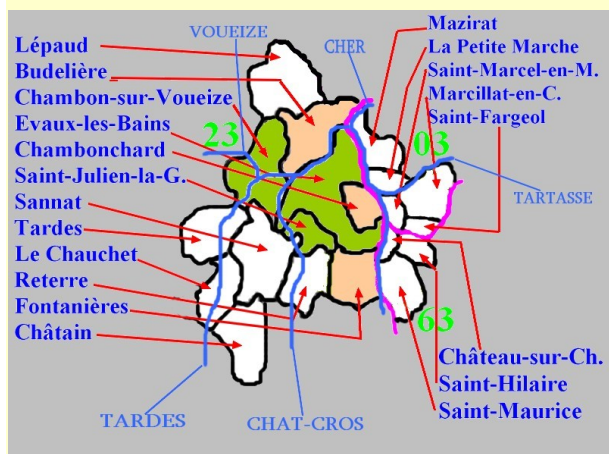 VOUEIZE
CHER
Lépaud
Budelière
Chambon-sur-Voueize
Evaux-les-Bains
Chambonchard
Saint-Julien-la-G.
Sannat
Tardes
Le Chauchet
Reterre
Fontanières
Châtain
23
Mazirat
La Petite Marche
Saint-Marcel-en-M.
Marcillat-en-C.
Saint-Fargeol
03
TARTASSE
63
Château-sur-Ch.
Saint-Hilaire
Saint-Maurice
TARDES
CHAT-CROS